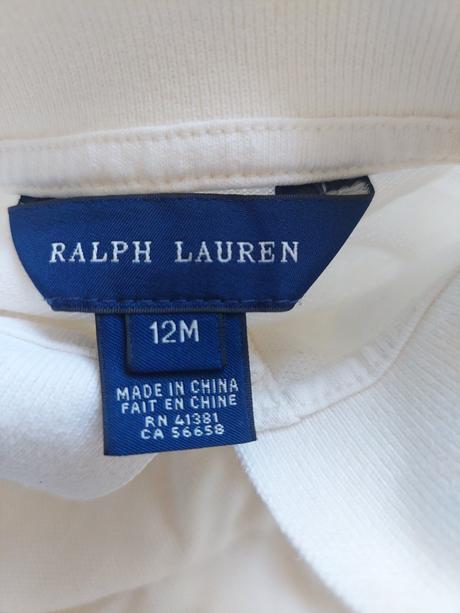 RALPH LAUREN
12M
MADE IN CHINA
FAIT EN CHINE
RN 41381
CA 56658